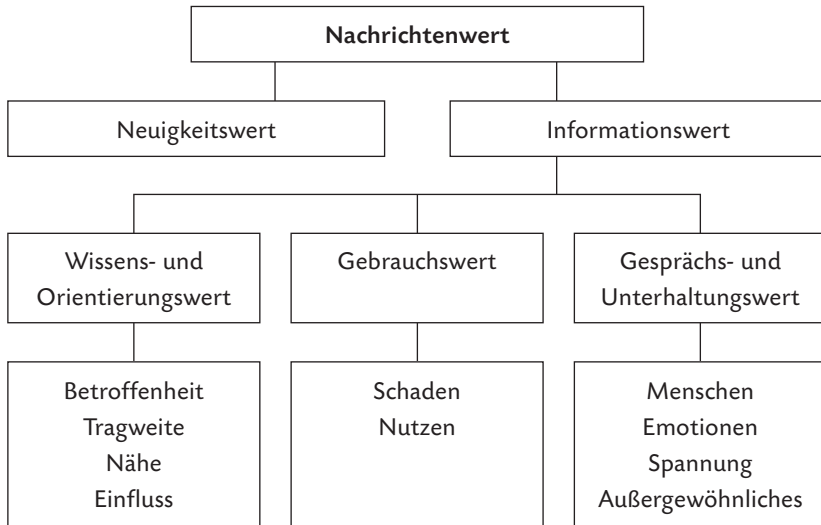 Nachrichtenwert
Neuigkeitswert
Informationswert
Wissens- und
Orientierungswert
Gebrauchswert
Gesprächs- und
Unterhaltungswert
Betroffenheit
Tragweite
Nähe
Einfluss
Schaden
Nutzen
Menschen
Emotionen
Spannung
Außergewöhnliches